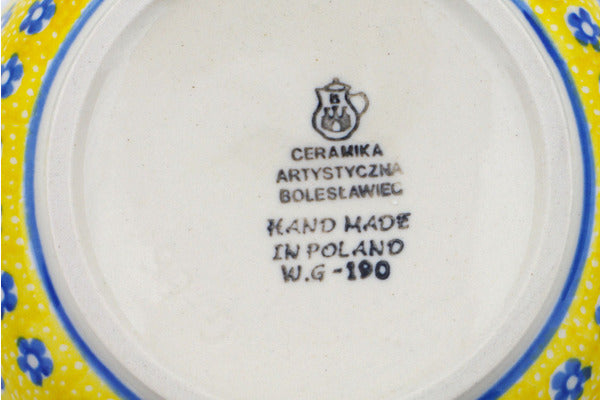 B
CERAMIKA
ARTYSTYCZNA
BOLESŁAWIEC
HAND MADE
IN POLAND
W.G-190